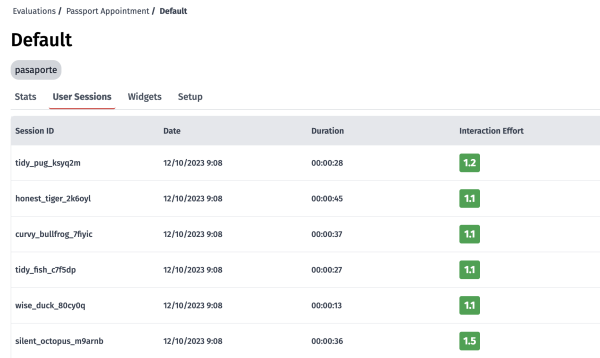 Evaluations / Passport Appointment / Default
Default
pasaporte
Stats User Sessions Widgets Setup
Session ID Date Duration Interaction Effort
tidy_pug_ksyq2m 12/10/2023 9:08 00:00:28 1.2
honest_tiger_2k6oyl 12/10/2023 9:08 00:00:45 1.1
curvy_bullfrog_7fiyic 12/10/2023 9:08 00:00:37 1.1
tidy_fish_c7f5dp 12/10/2023 9:08 00:00:27 1.1
wise_duck_80cy0q 12/10/2023 9:08 00:00:13 1.1
silent_octopus_m9arnb 12/10/2023 9:08 00:00:36 1.5